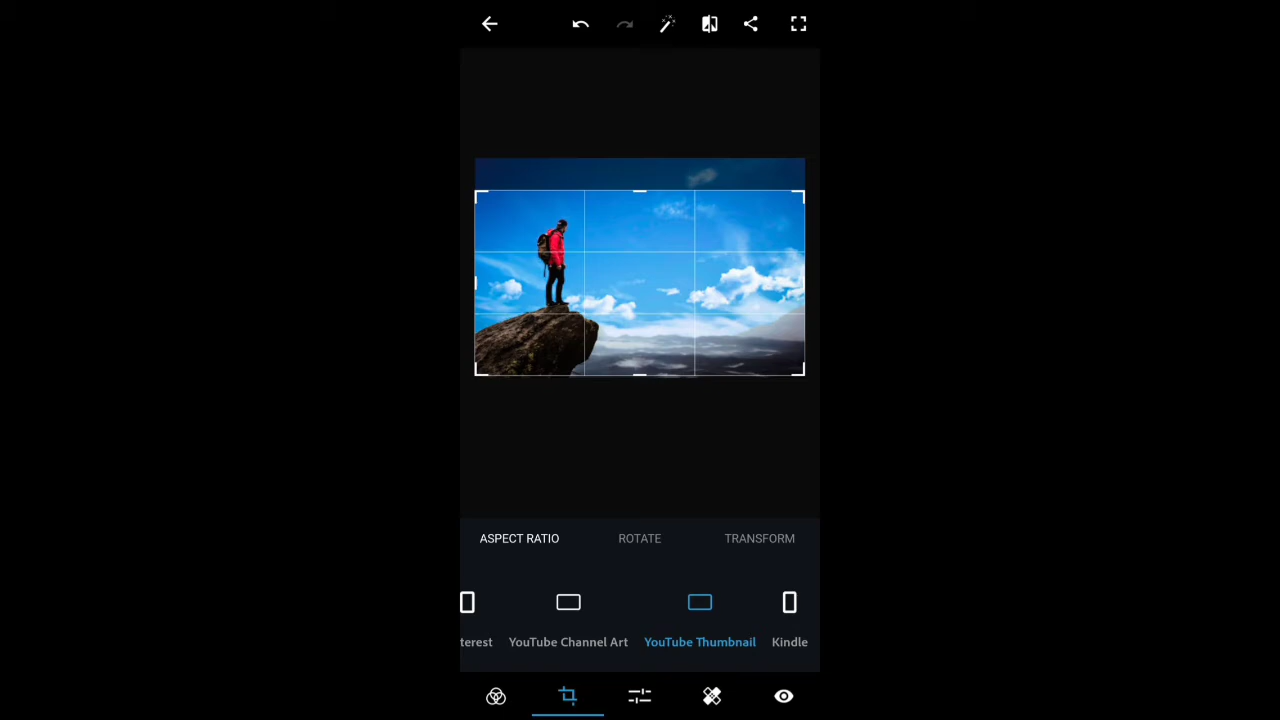 ASPECT RATIO ROTATE TRANSFORM
terest YouTube Channel Art YouTube Thumbnail Kindle